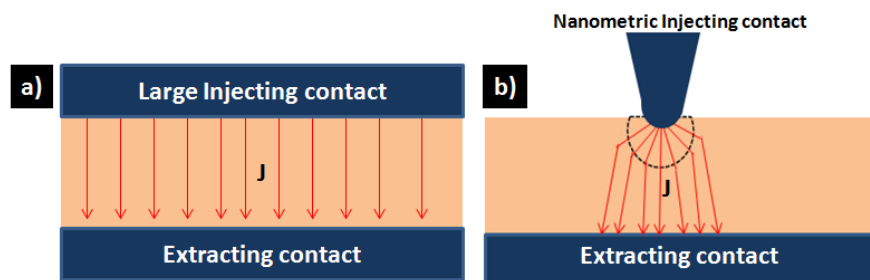 a)
Large Injecting contact
J
Extracting contact
b)
Nanometric Injecting contact
J
Extracting contact